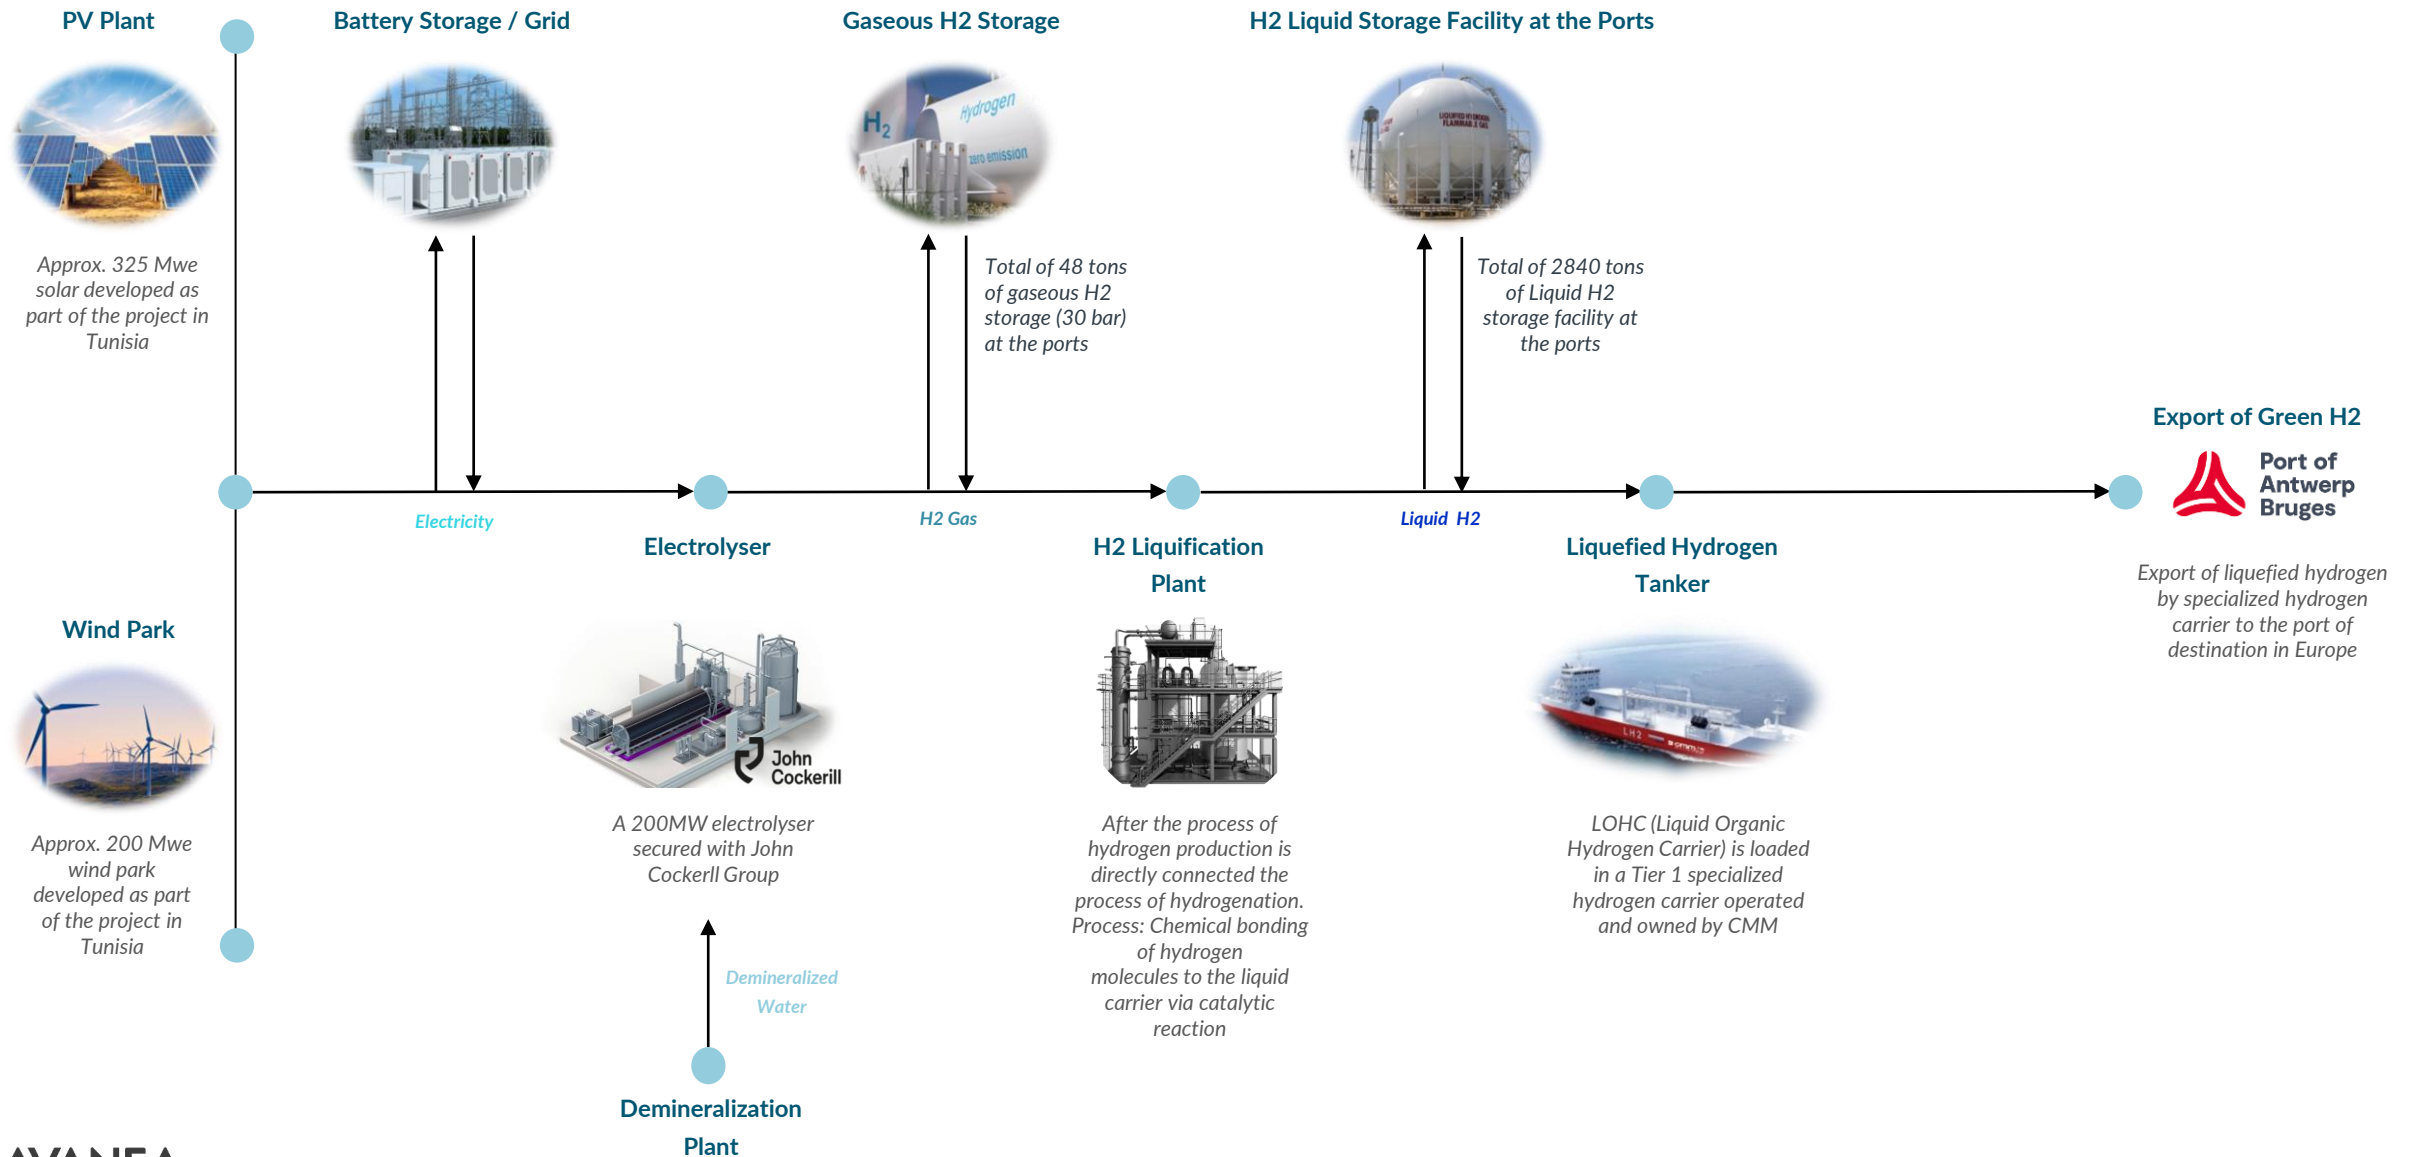 PV Plant
Battery Storage / Grid
Gaseous H2 Storage
H2 Liquid Storage Facility at the Ports
H2
Hydrogen
zero emission
Approx. 325 Mwe
solar developed as
part of the project in
Tunisia
Total of 48 tons
of gaseous H2
storage (30 bar)
at the ports
Total of 2840 tons
of Liquid H2
storage facility at
the ports
Export of Green H2
Port of
Antwerp
Bruges
Export of liquefied hydrogen
by specialized hydrogen
carrier to the port of
destination in Europe
Electricity
H2 Gas
Liquid H2
Electrolyser
H2 Liquification
Plant
Liquefied Hydrogen
Tanker
Wind Park
LH2
John
Cockerill
Approx. 200 Mwe
wind park
developed as part
of the project in
Tunisia
A 200MW electrolyser
secured with John
Cockerll Group
After the process of
hydrogen production is
directly connected the
process of hydrogenation.
Process: Chemical bonding
of hydrogen
molecules to the liquid
carrier via catalytic
reaction
LOHC (Liquid Organic
Hydrogen Carrier) is loaded
in a Tier 1 specialized
hydrogen carrier operated
and owned by CMM
Demineralized
Water
Demineralization
Plant